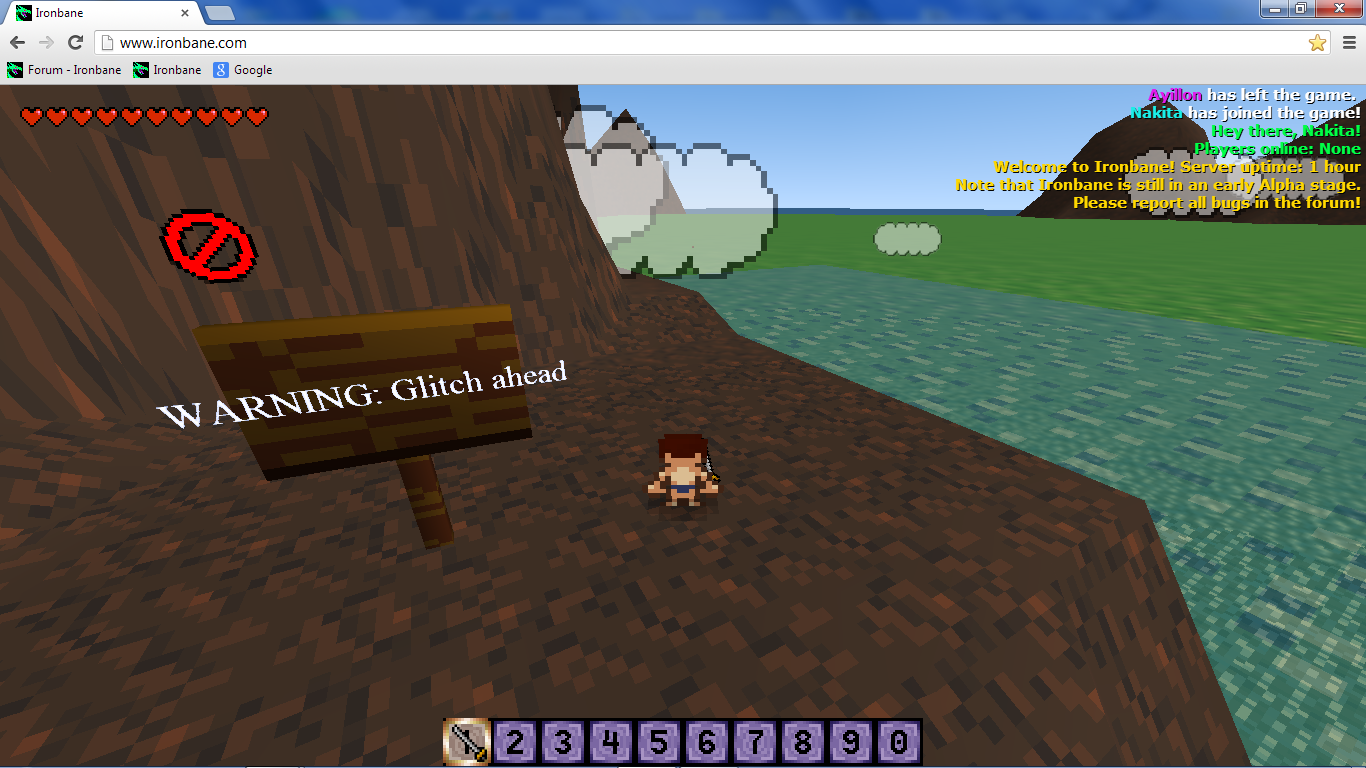 Ironbane
www.ironbane.com
Forum - Ironbane
Ironbane
Google
Ayillon has left the game.
Nakita has joined the game!
Hey there, Nakita!
Players online: None
Welcome to Ironbane! Server uptime: 1 hour
Note that Ironbane is still in an early Alpha stage.
Please report all bugs in the forum!
WARNING: Glitch ahead
1 2 3 4 5 6 7 8 9 0